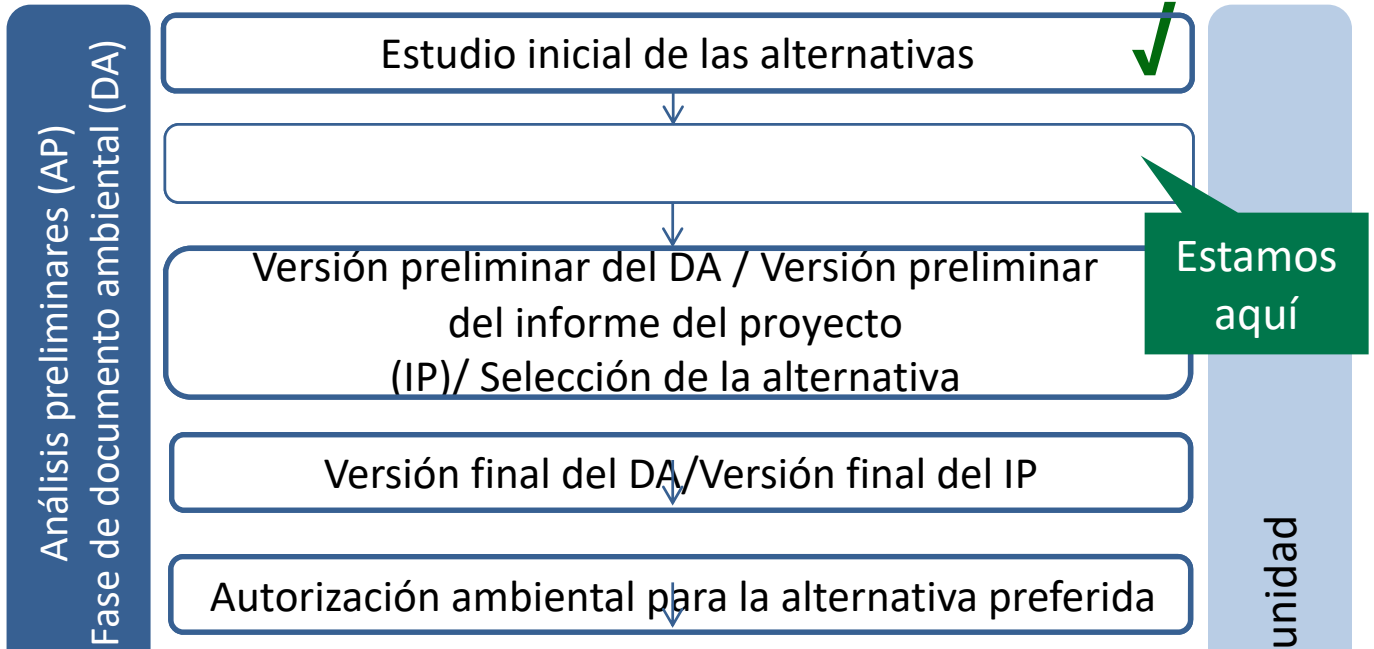 Análisis preliminares (AP)
Fase de documento ambiental (DA)
Estudio inicial de las alternativas
√
Versión preliminar del DA / Versión preliminar
del informe del proyecto
(IP)/ Selección de la alternativa
Estamos
aquí
Versión final del DA/Versión final del IP
Autorización ambiental para la alternativa preferida
unidad